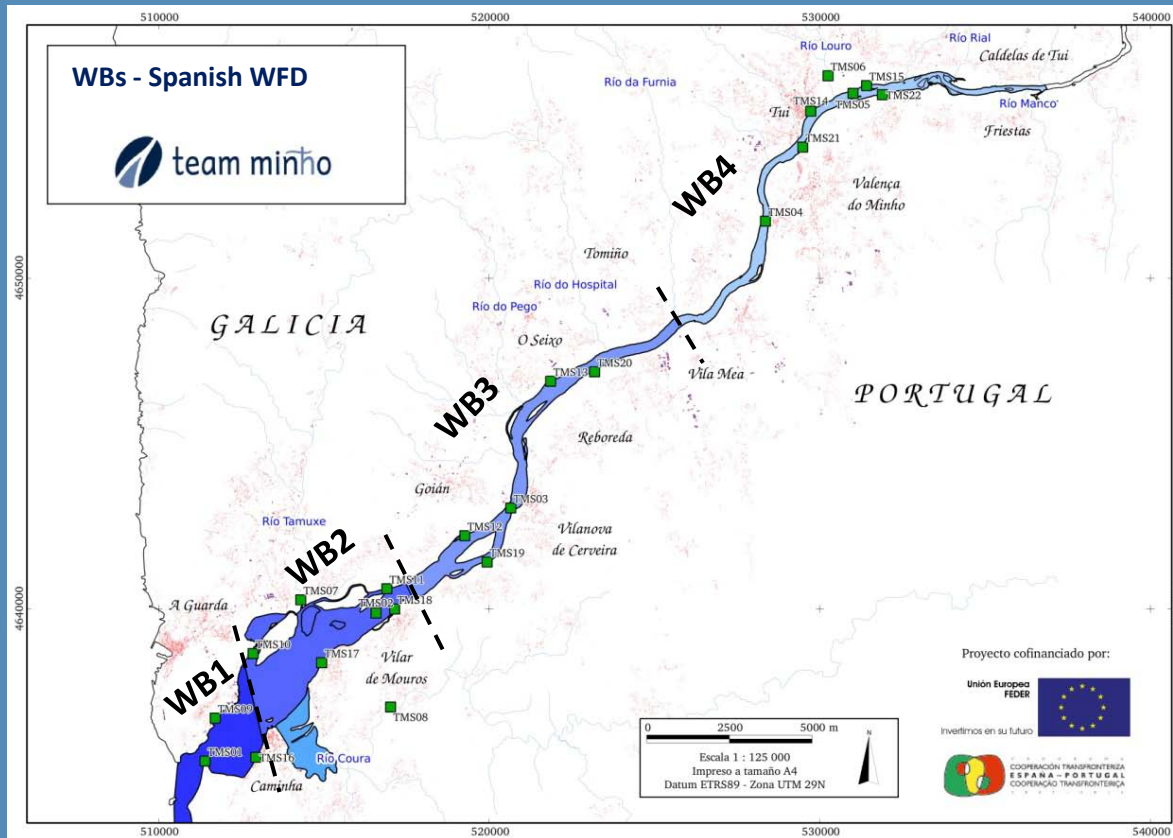 510000
520000
530000
540000
WBs - Spanish WFD
team minho
Río Louro
Río Rial
Caldelas de Tui
TMS06
TMS15
Río da Furnia
TMS14
TMS05
TMS22
Tui
Río Manco
Friestas
TMS21
WB4
Valença
do Minho
TMS04
Tomiño
4650000
4650000
Río do Hospital
Río do Pego
GALICIA
O Seixo
TMS13
TMS20
Vila Mea
WB3
PORTUGAL
Reboreda
Goián
TMS03
Río Tamuxe
TMS12
Vilanova
de Cerveira
WB2
TMS19
TMS11
TMS07
A Guarda
TMS02
TMS18
4640000
4640000
TMS10
Vilar
de Mouros
TMS17
WB1
TMS09
TMS08
TMS01
TMS16
Río Coura
Caminha
0 2500 5000 m
N
Escala 1 : 125 000
Impreso a tamaño A4
Datum ETRS89 - Zona UTM 29N
Proyecto cofinanciado por:
Unión Europea
FEDER
Invertimos en su futuro
COOPERACIÓN TRANSFRONTERIZA
ESPAÑA – PORTUGAL
COOPERAÇÃO TRANSFRONTEIRIÇA
510000
520000
530000
540000